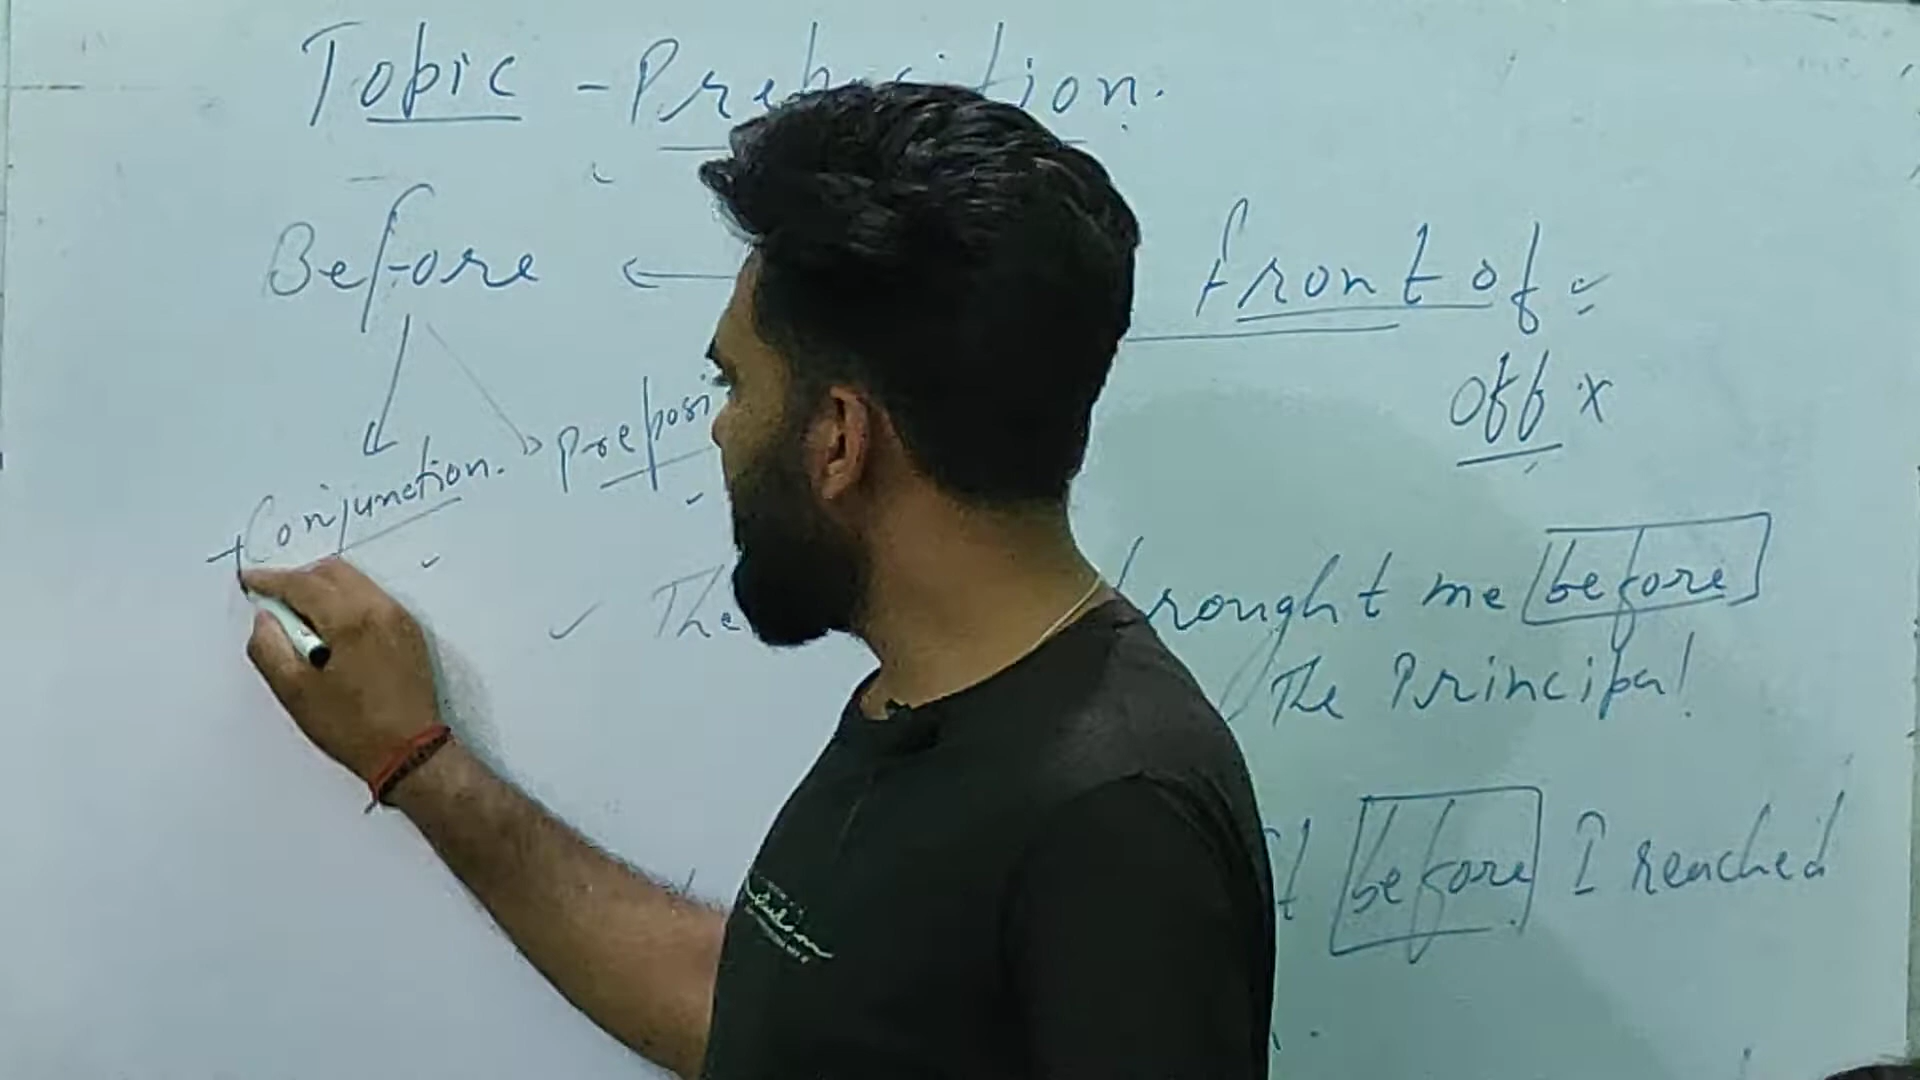 Topic - Preposition.
Before ← front of
off x
Conjunction. Preposi
The brought me before
The Principal
before I reached